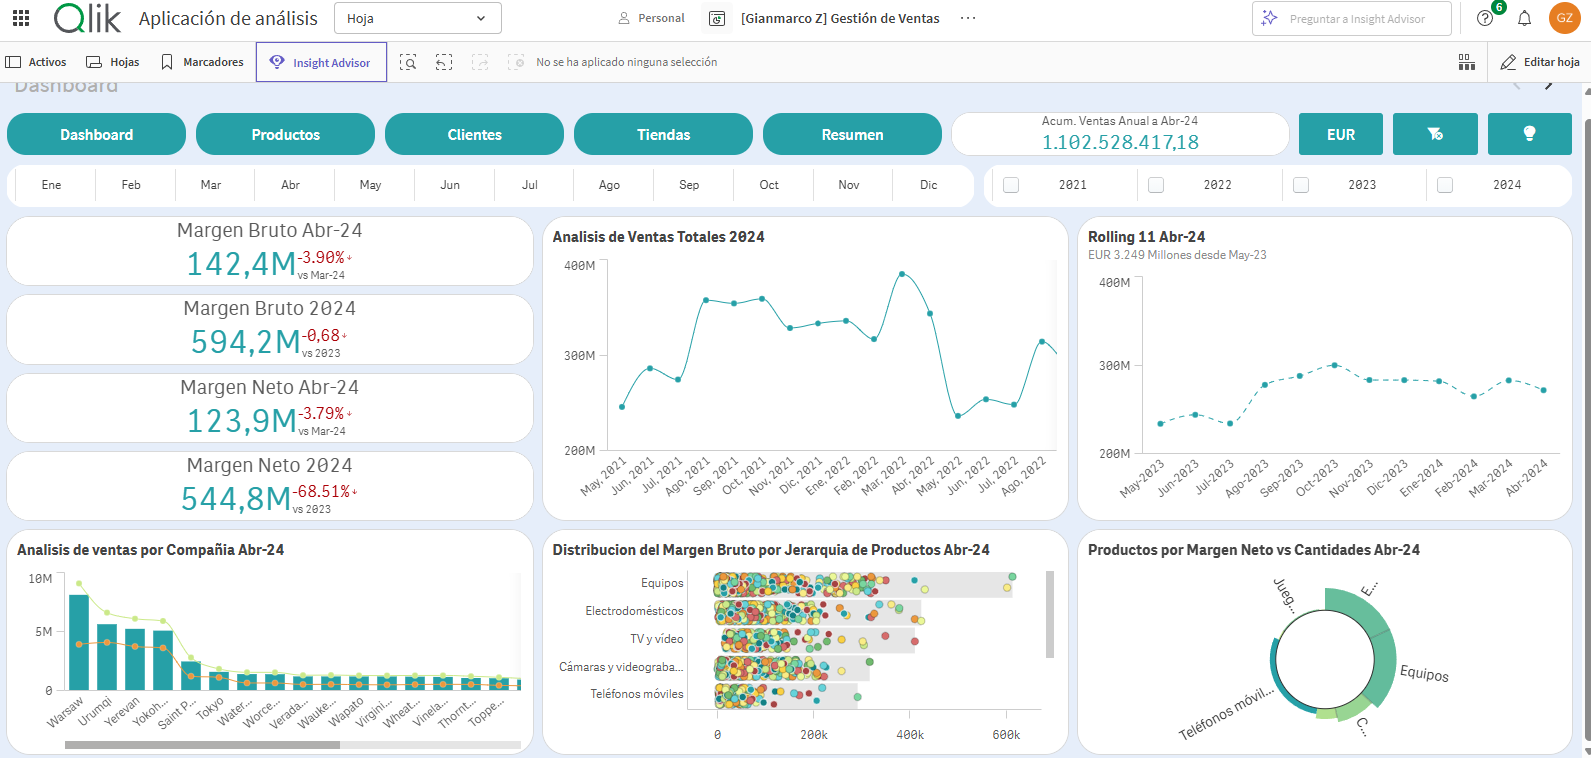 Qlik
Aplicación de análisis
Hoja
Personal
[Gianmarco Z] Gestión de Ventas
...
Preguntar a Insight Advisor
6
GZ
Activos
Hojas
Marcadores
Insight Advisor
No se ha aplicado ninguna selección
Editar hoja
Dashboard
Dashboard
Productos
Clientes
Tiendas
Resumen
Acum. Ventas Anual a Abr-24
1.102.528.417,18
EUR
Ene
Feb
Mar
Abr
May
Jun
Jul
Ago
Sep
Oct
Nov
Dic
2021
2022
2023
2024
Margen Bruto Abr-24
142,4M -3.90%↓
vs Mar-24
Margen Bruto 2024
594,2M -0,68↓
vs 2023
Margen Neto Abr-24
123,9M -3.79%↓
vs Mar-24
Margen Neto 2024
544,8M -68.51%↓
vs 2023
Analisis de Ventas Totales 2024
400M
300M
200M
May, 2021
Jun, 2021
Jul, 2021
Ago, 2021
Sep, 2021
Oct, 2021
Nov, 2021
Dic, 2021
Ene, 2022
Feb, 2022
Mar, 2022
Abr, 2022
May, 2022
Jun, 2022
Jul, 2022
Ago, 2022
Rolling 11 Abr-24
EUR 3.249 Millones desde May-23
400M
300M
200M
May-2023
Jun-2023
Jul-2023
Ago-2023
Sep-2023
Oct-2023
Nov-2023
Dic-2023
Ene-2024
Feb-2024
Mar-2024
Abr-2024
Analisis de ventas por Compañia Abr-24
10M
5M
0
Warsaw
Urumqi
Yerevan
Yokoh...
Saint P...
Tokyo
Water...
Worce...
Verada...
Wauke...
Wapato
Virgini...
Wheat...
Vinela...
Thornt...
Toppe...
Distribucion del Margen Bruto por Jerarquia de Productos Abr-24
Equipos
Electrodomésticos
TV y vídeo
Cámaras y videograba...
Teléfonos móviles
0
200k
400k
600k
Productos por Margen Neto vs Cantidades Abr-24
Jueg...
E...
Equipos
C...
Teléfonos móvil...